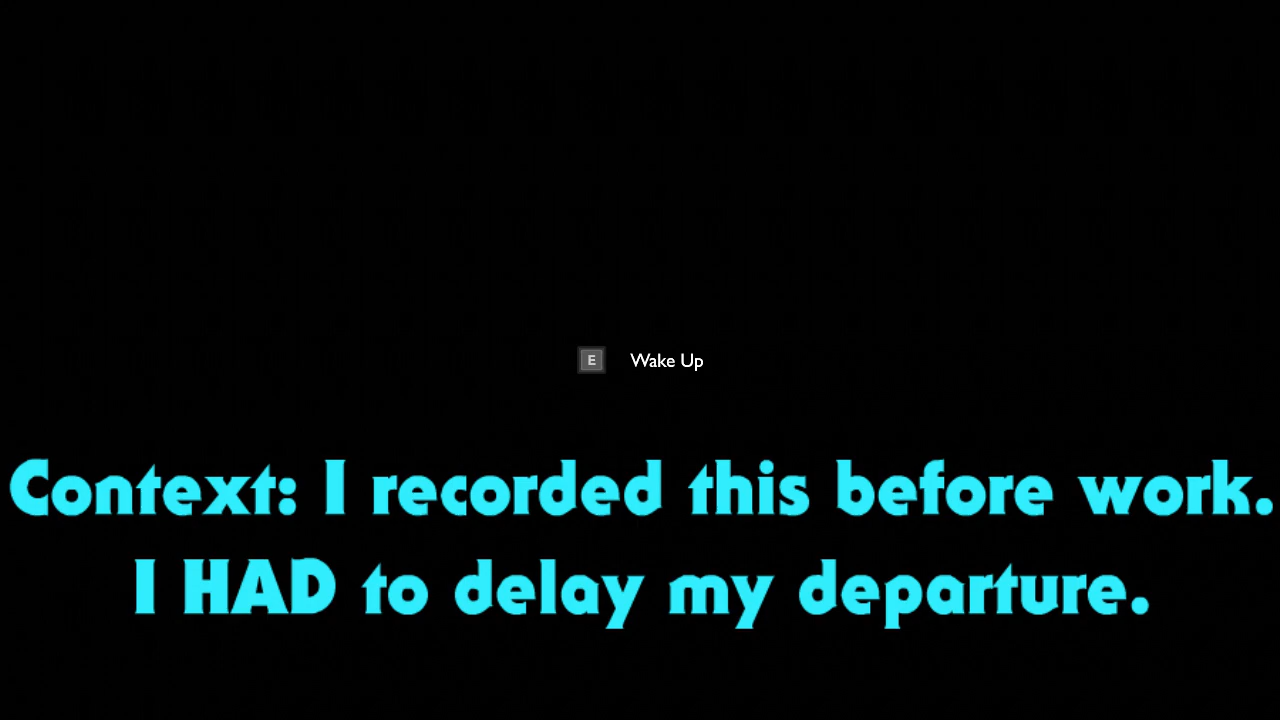 E Wake Up
Context: I recorded this before work.
I HAD to delay my departure.